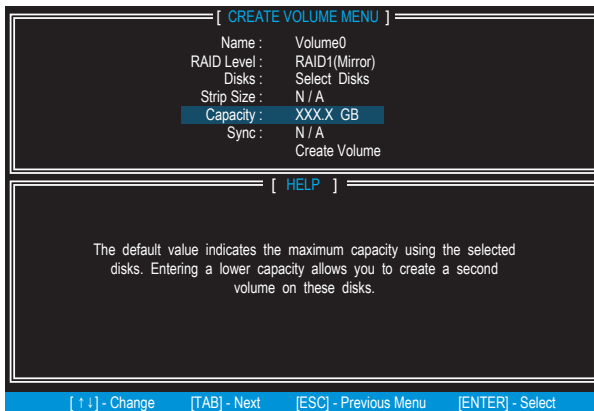 [ CREATE VOLUME MENU ]
Name : Volume0
RAID Level : RAID1(Mirror)
Disks : Select Disks
Strip Size : N / A
Capacity : XXX.X GB
Sync : N / A
Create Volume
[ HELP ]
The default value indicates the maximum capacity using the selected
disks. Entering a lower capacity allows you to create a second
volume on these disks.
[ ↑↓] - Change [TAB] - Next [ESC] - Previous Menu [ENTER] - Select